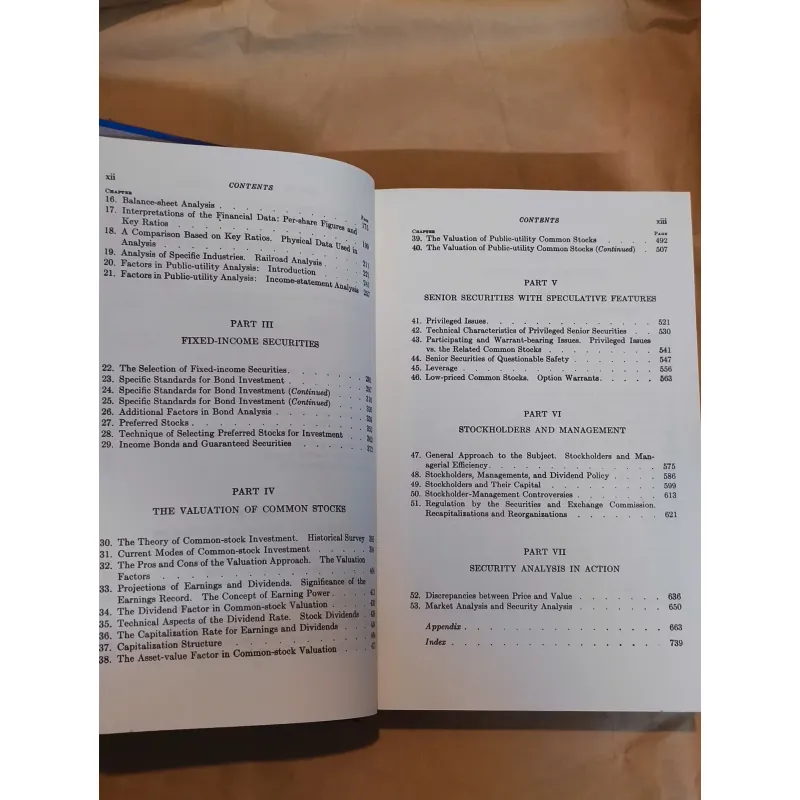 xii
CONTENTS
CHAPTER
PAGE
16. Balance-sheet Analysis
17. Interpretations of the Financial Data: Per-share Figures and
Key Ratios
18. A Comparison Based on Key Ratios. Physical Data Used in
Analysis
19. Analysis of Specific Industries. Railroad Analysis
20. Factors in Public-utility Analysis: Introduction
21. Factors in Public-utility Analysis: Income-statement Analysis
PART III
FIXED-INCOME SECURITIES
22. The Selection of Fixed-income Securities
23. Specific Standards for Bond Investment
24. Specific Standards for Bond Investment (Continued)
25. Specific Standards for Bond Investment (Continued)
26. Additional Factors in Bond Analysis
27. Preferred Stocks
28. Technique of Selecting Preferred Stocks for Investment
29. Income Bonds and Guaranteed Securities
PART IV
THE VALUATION OF COMMON STOCKS
30. The Theory of Common-stock Investment. Historical Survey
31. Current Modes of Common-stock Investment
32. The Pros and Cons of the Valuation Approach. The Valuation
Factors
33. Projections of Earnings and Dividends. Significance of the
Earnings Record. The Concept of Earning Power
34. The Dividend Factor in Common-stock Valuation
35. Technical Aspects of the Dividend Rate. Stock Dividends
36. The Capitalization Rate for Earnings and Dividends
37. Capitalization Structure
38. The Asset-value Factor in Common-stock Valuation
CONTENTS
xiii
CHAPTER
PAGE
39. The Valuation of Public-utility Common Stocks 492
40. The Valuation of Public-utility Common Stocks (Continued) 507
PART V
SENIOR SECURITIES WITH SPECULATIVE FEATURES
41. Privileged Issues 521
42. Technical Characteristics of Privileged Senior Securities 530
43. Participating and Warrant-bearing Issues. Privileged Issues
vs. the Related Common Stocks 541
44. Senior Securities of Questionable Safety 547
45. Leverage 556
46. Low-priced Common Stocks. Option Warrants 563
PART VI
STOCKHOLDERS AND MANAGEMENT
47. General Approach to the Subject. Stockholders and Man-
agerial Efficiency 575
48. Stockholders, Managements, and Dividend Policy 586
49. Stockholders and Their Capital 599
50. Stockholder-Management Controversies 613
51. Regulation by the Securities and Exchange Commission.
Recapitalizations and Reorganizations 621
PART VII
SECURITY ANALYSIS IN ACTION
52. Discrepancies between Price and Value 636
53. Market Analysis and Security Analysis 650
Appendix 663
Index 739